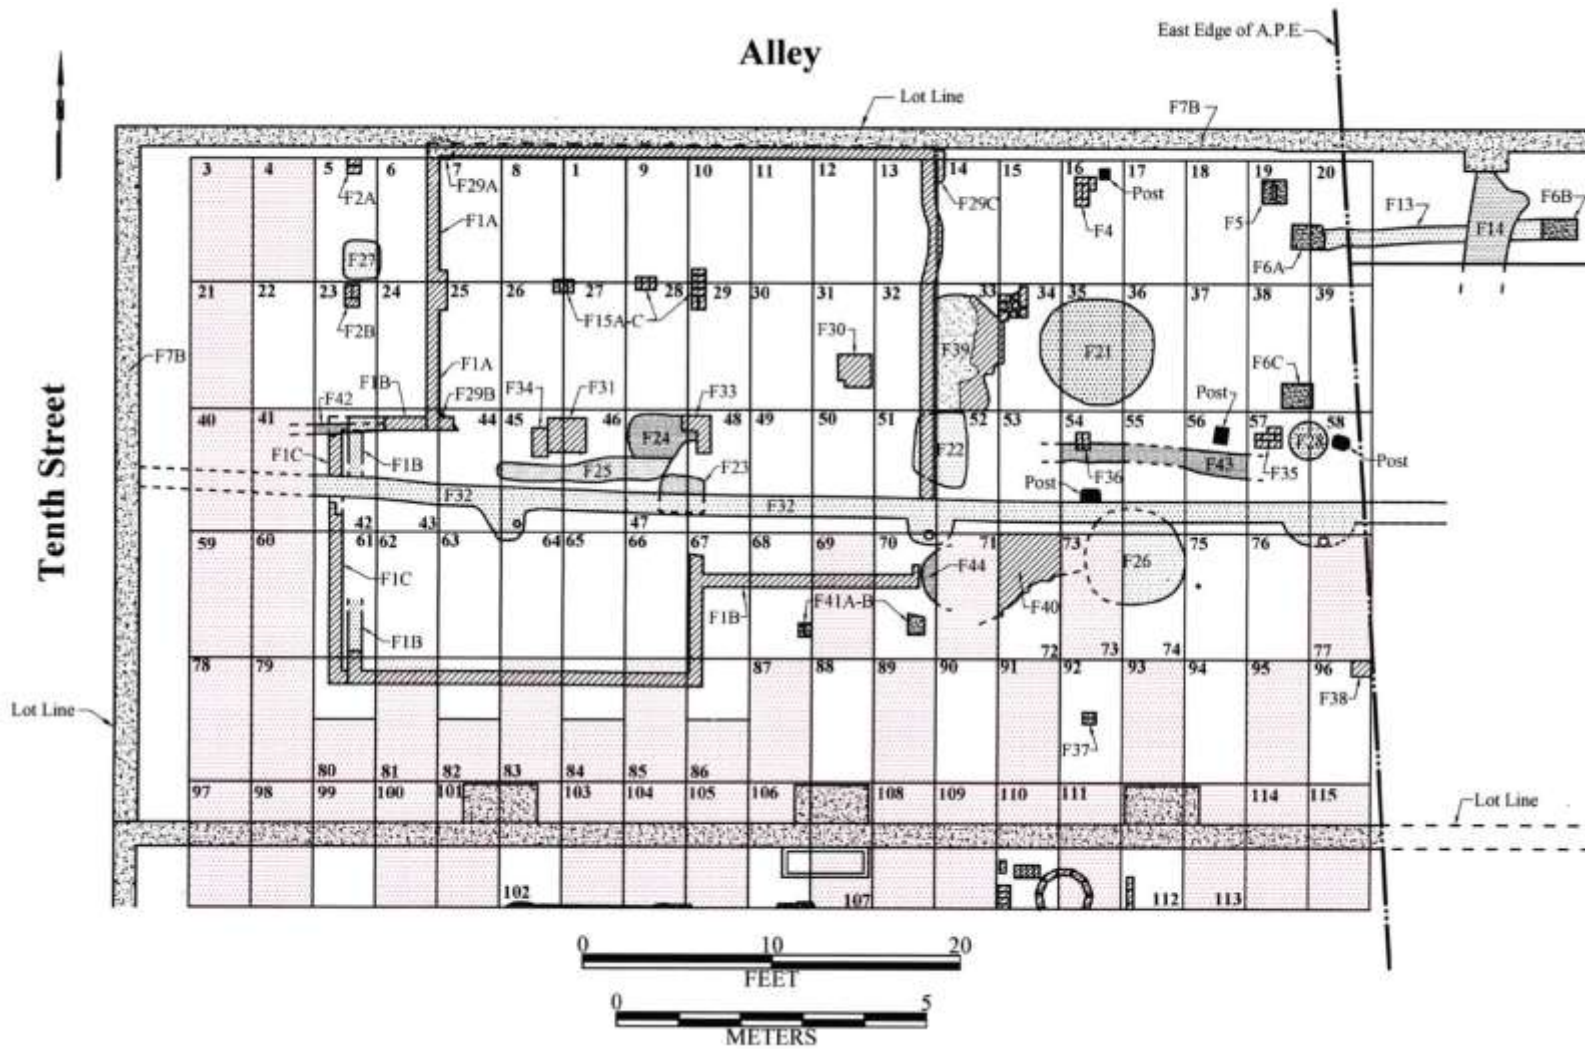 East Edge of A.P.E.
Alley
Lot Line
F7B
3 4 5 6 7 8 1 9 10 11 12 13 14 15 16 17 18 19 20
F2A
F29A
F29C
Post
F4
F5
F13
F6B
F1A
F14
F27
F6A
21 22 23 24 25 26 27 28 29 30 31 32 33 34 35 36 37 38 39
F2B
F15A-C
F30
F7B
F39
F21
F1A
F6C
F1B
F34
F31
F33
F42
F29B
Post
40 41 44 45 46 48 49 50 51 52 53 54 55 56 57 58
F24
F28
F1C
F1B
F25
F23
F22
F36
F43
F35
Post
Post
F32
F32
42 43 47
59 60 61 62 63 64 65 66 67 68 69 70 71 73 75 76
Tenth Street
F44
F26
F1C
F41A-B
F40
F1B
F1B
72 73 74 77
78 79 87 88 89 90 91 92 93 94 95 96
F38
Lot Line
F37
80 81 82 83 84 85 86
97 98 99 100 101 103 104 105 106 108 109 110 111 114 115
Lot Line
102 107 112 113
0 10 20
FEET
0 5
METERS